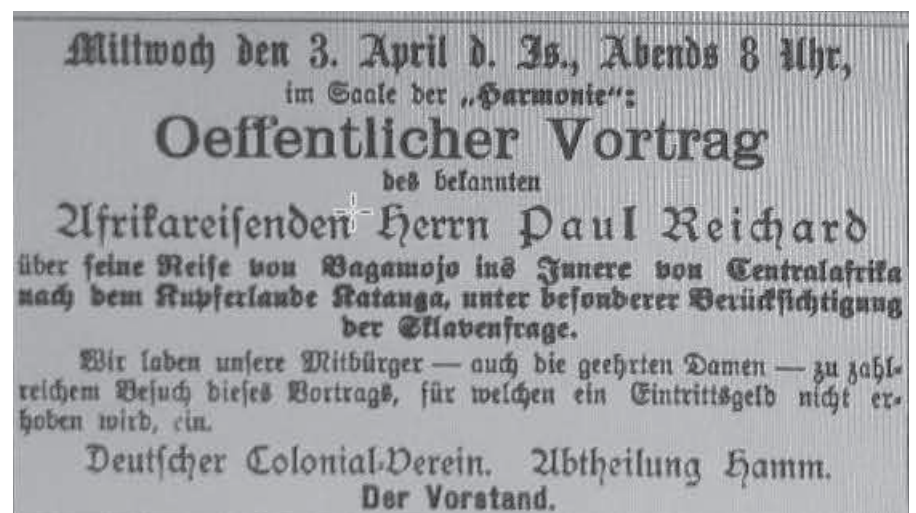 Mittwoch den 3. April d. Js., Abends 8 Uhr,
im Saale der „Harmonie“:
Oeffentlicher Vortrag
des bekannten
Afrikareisenden Herrn Paul Reichard
über seine Reise von Bagamojo ins Innere von Centralafrika
nach dem Kupferlande Katanga, unter besonderer Berücksichtigung
der Sklavenfrage.
Wir laden unsere Mitbürger — auch die geehrten Damen — zu zahl-
reichem Besuch dieses Vortrags, für welchen ein Eintrittsgeld nicht er-
hoben wird, ein.
Deutscher Colonial-Verein. Abtheilung Hamm.
Der Vorstand.